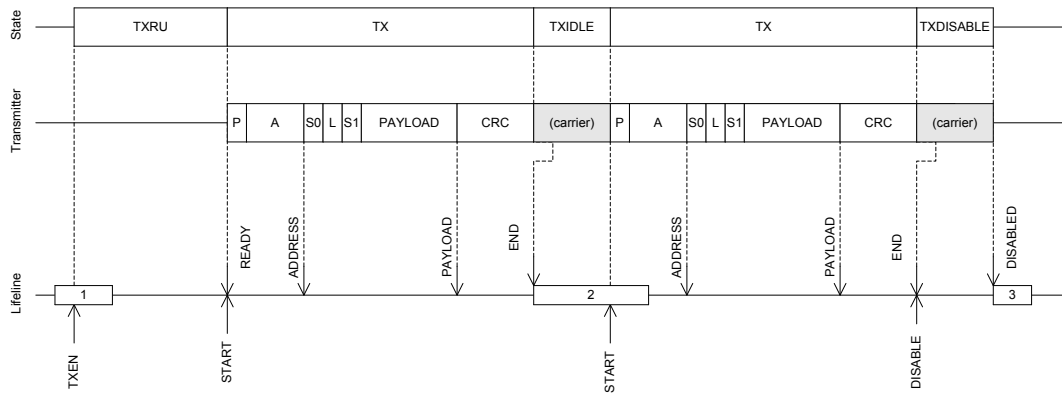 State
TXRU
TX
TXIDLE
TX
TXDISABLE
Transmitter
P
A
S0
L
S1
PAYLOAD
CRC
(carrier)
P
A
S0
L
S1
PAYLOAD
CRC
(carrier)
READY
ADDRESS
PAYLOAD
END
ADDRESS
PAYLOAD
END
DISABLED
Lifeline
1
2
3
TXEN
START
START
DISABLE